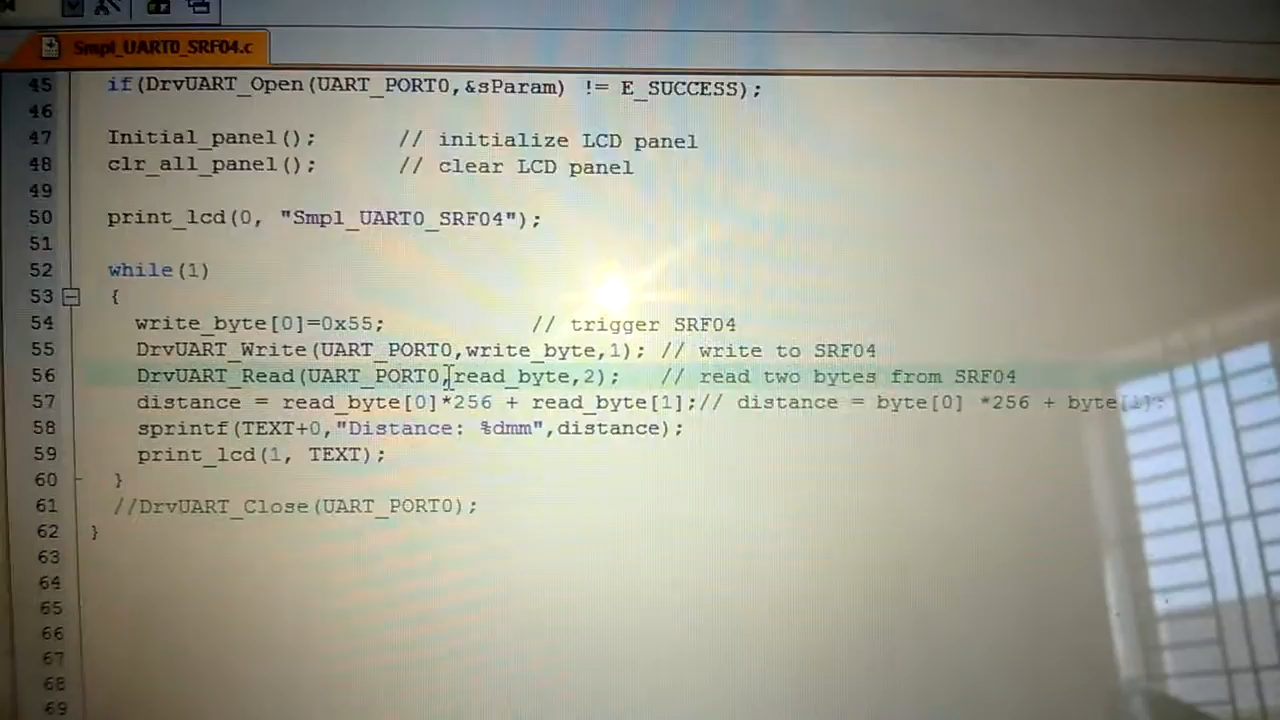 Smpl_UART0_SRF04.c
45 if(DrvUART_Open(UART_PORT0,&sParam) != E_SUCCESS);
46
47 Initial_panel(); // initialize LCD panel
48 clr_all_panel(); // clear LCD panel
49
50 print_lcd(0, "Smpl_UART0_SRF04");
51
52 while(1)
53 {
54 write_byte[0]=0x55; // trigger SRF04
55 DrvUART_Write(UART_PORT0,write_byte,1); // write to SRF04
56 DrvUART_Read(UART_PORT0,read_byte,2); // read two bytes from SRF04
57 distance = read_byte[0]*256 + read_byte[1];// distance = byte[0] *256 + byte[1];
58 sprintf(TEXT+0,"Distance: %dmm",distance);
59 print_lcd(1, TEXT);
60 }
61 //DrvUART_Close(UART_PORT0);
62 }
63
64
65
66
67
68
69